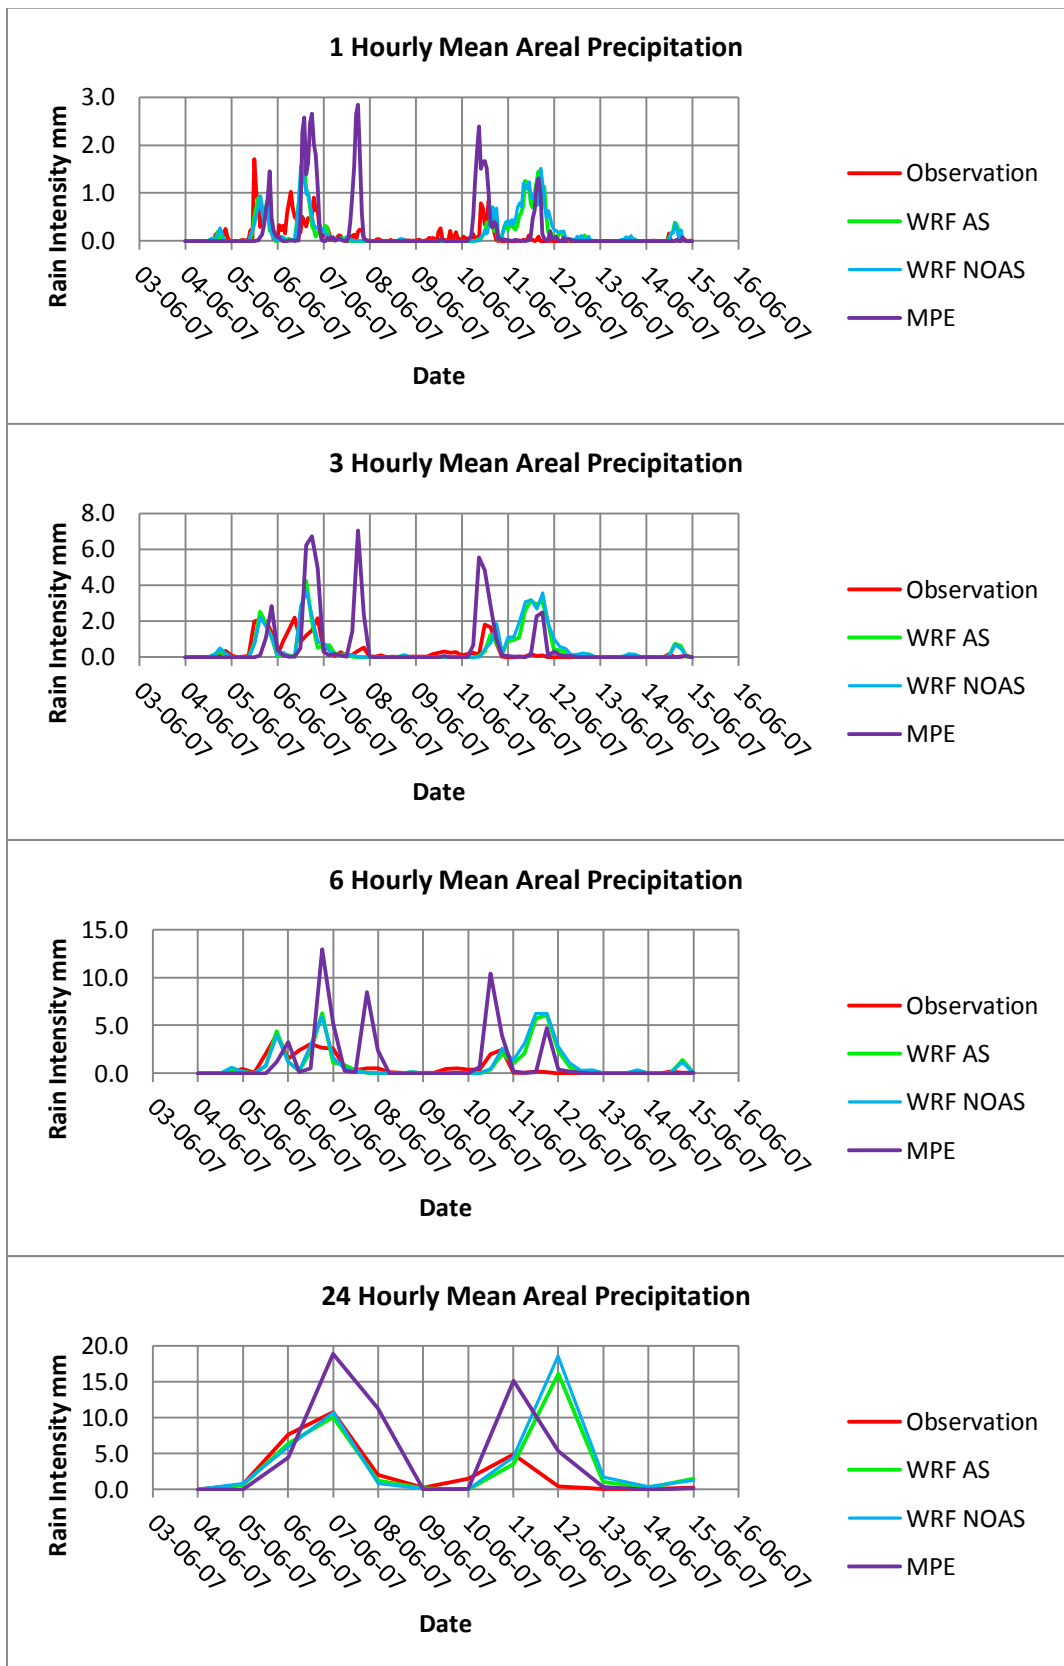 1 Hourly Mean Areal Precipitation
Rain Intensity mm
3.0
2.0
1.0
0.0
03-06-07
04-06-07
05-06-07
06-06-07
07-06-07
08-06-07
09-06-07
10-06-07
11-06-07
12-06-07
13-06-07
14-06-07
15-06-07
16-06-07
Date
Observation
WRF AS
WRF NOAS
MPE
3 Hourly Mean Areal Precipitation
Rain Intensity mm
8.0
6.0
4.0
2.0
0.0
03-06-07
04-06-07
05-06-07
06-06-07
07-06-07
08-06-07
09-06-07
10-06-07
11-06-07
12-06-07
13-06-07
14-06-07
15-06-07
16-06-07
Date
Observation
WRF AS
WRF NOAS
MPE
6 Hourly Mean Areal Precipitation
Rain Intensity mm
15.0
10.0
5.0
0.0
03-06-07
04-06-07
05-06-07
06-06-07
07-06-07
08-06-07
09-06-07
10-06-07
11-06-07
12-06-07
13-06-07
14-06-07
15-06-07
16-06-07
Date
Observation
WRF AS
WRF NOAS
MPE
24 Hourly Mean Areal Precipitation
Rain Intensity mm
20.0
15.0
10.0
5.0
0.0
03-06-07
04-06-07
05-06-07
06-06-07
07-06-07
08-06-07
09-06-07
10-06-07
11-06-07
12-06-07
13-06-07
14-06-07
15-06-07
16-06-07
Date
Observation
WRF AS
WRF NOAS
MPE